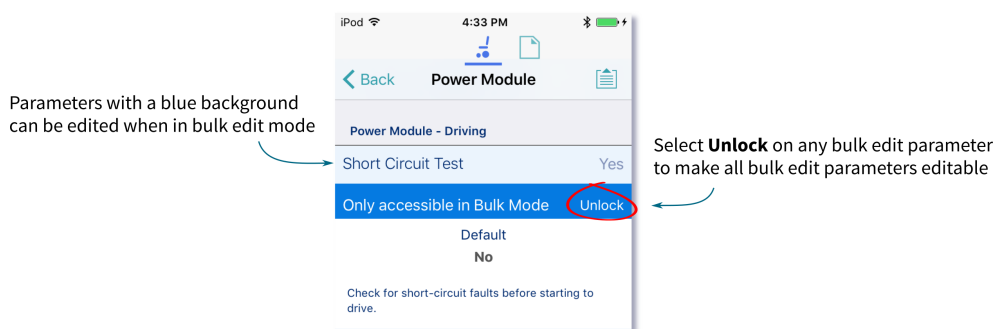 iPod 4:33 PM
Back Power Module
Parameters with a blue background
can be edited when in bulk edit mode
Power Module - Driving
Short Circuit Test Yes
Select Unlock on any bulk edit parameter
to make all bulk edit parameters editable
Only accessible in Bulk Mode Unlock
Default
No
Check for short-circuit faults before starting to
drive.